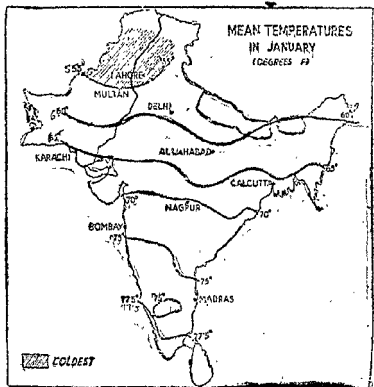 MEAN TEMPERATURES
IN JANUARY
(DEGREES F)
55°
LAHORE
MULTAN
60°
DELHI
60°
65°
ALLAHABAD
KARACHI
CALCUTTA
65°
70°
NAGPUR
70°
BOMBAY
75°
75°
MADRAS
77.5°
COLDEST